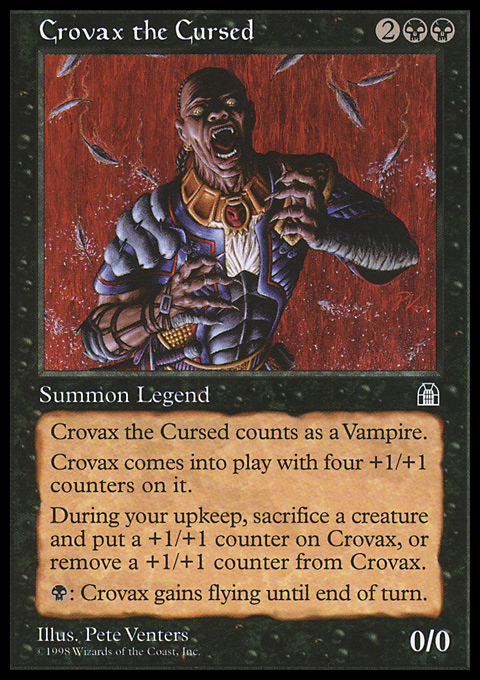 Crovax the Cursed 2
Summon Legend
Crovax the Cursed counts as a Vampire.
Crovax comes into play with four +1/+1
counters on it.
During your upkeep, sacrifice a creature
and put a +1/+1 counter on Crovax, or
remove a +1/+1 counter from Crovax.
: Crovax gains flying until end of turn.
Illus. Pete Venters
©1998 Wizards of the Coast, Inc.
0/0